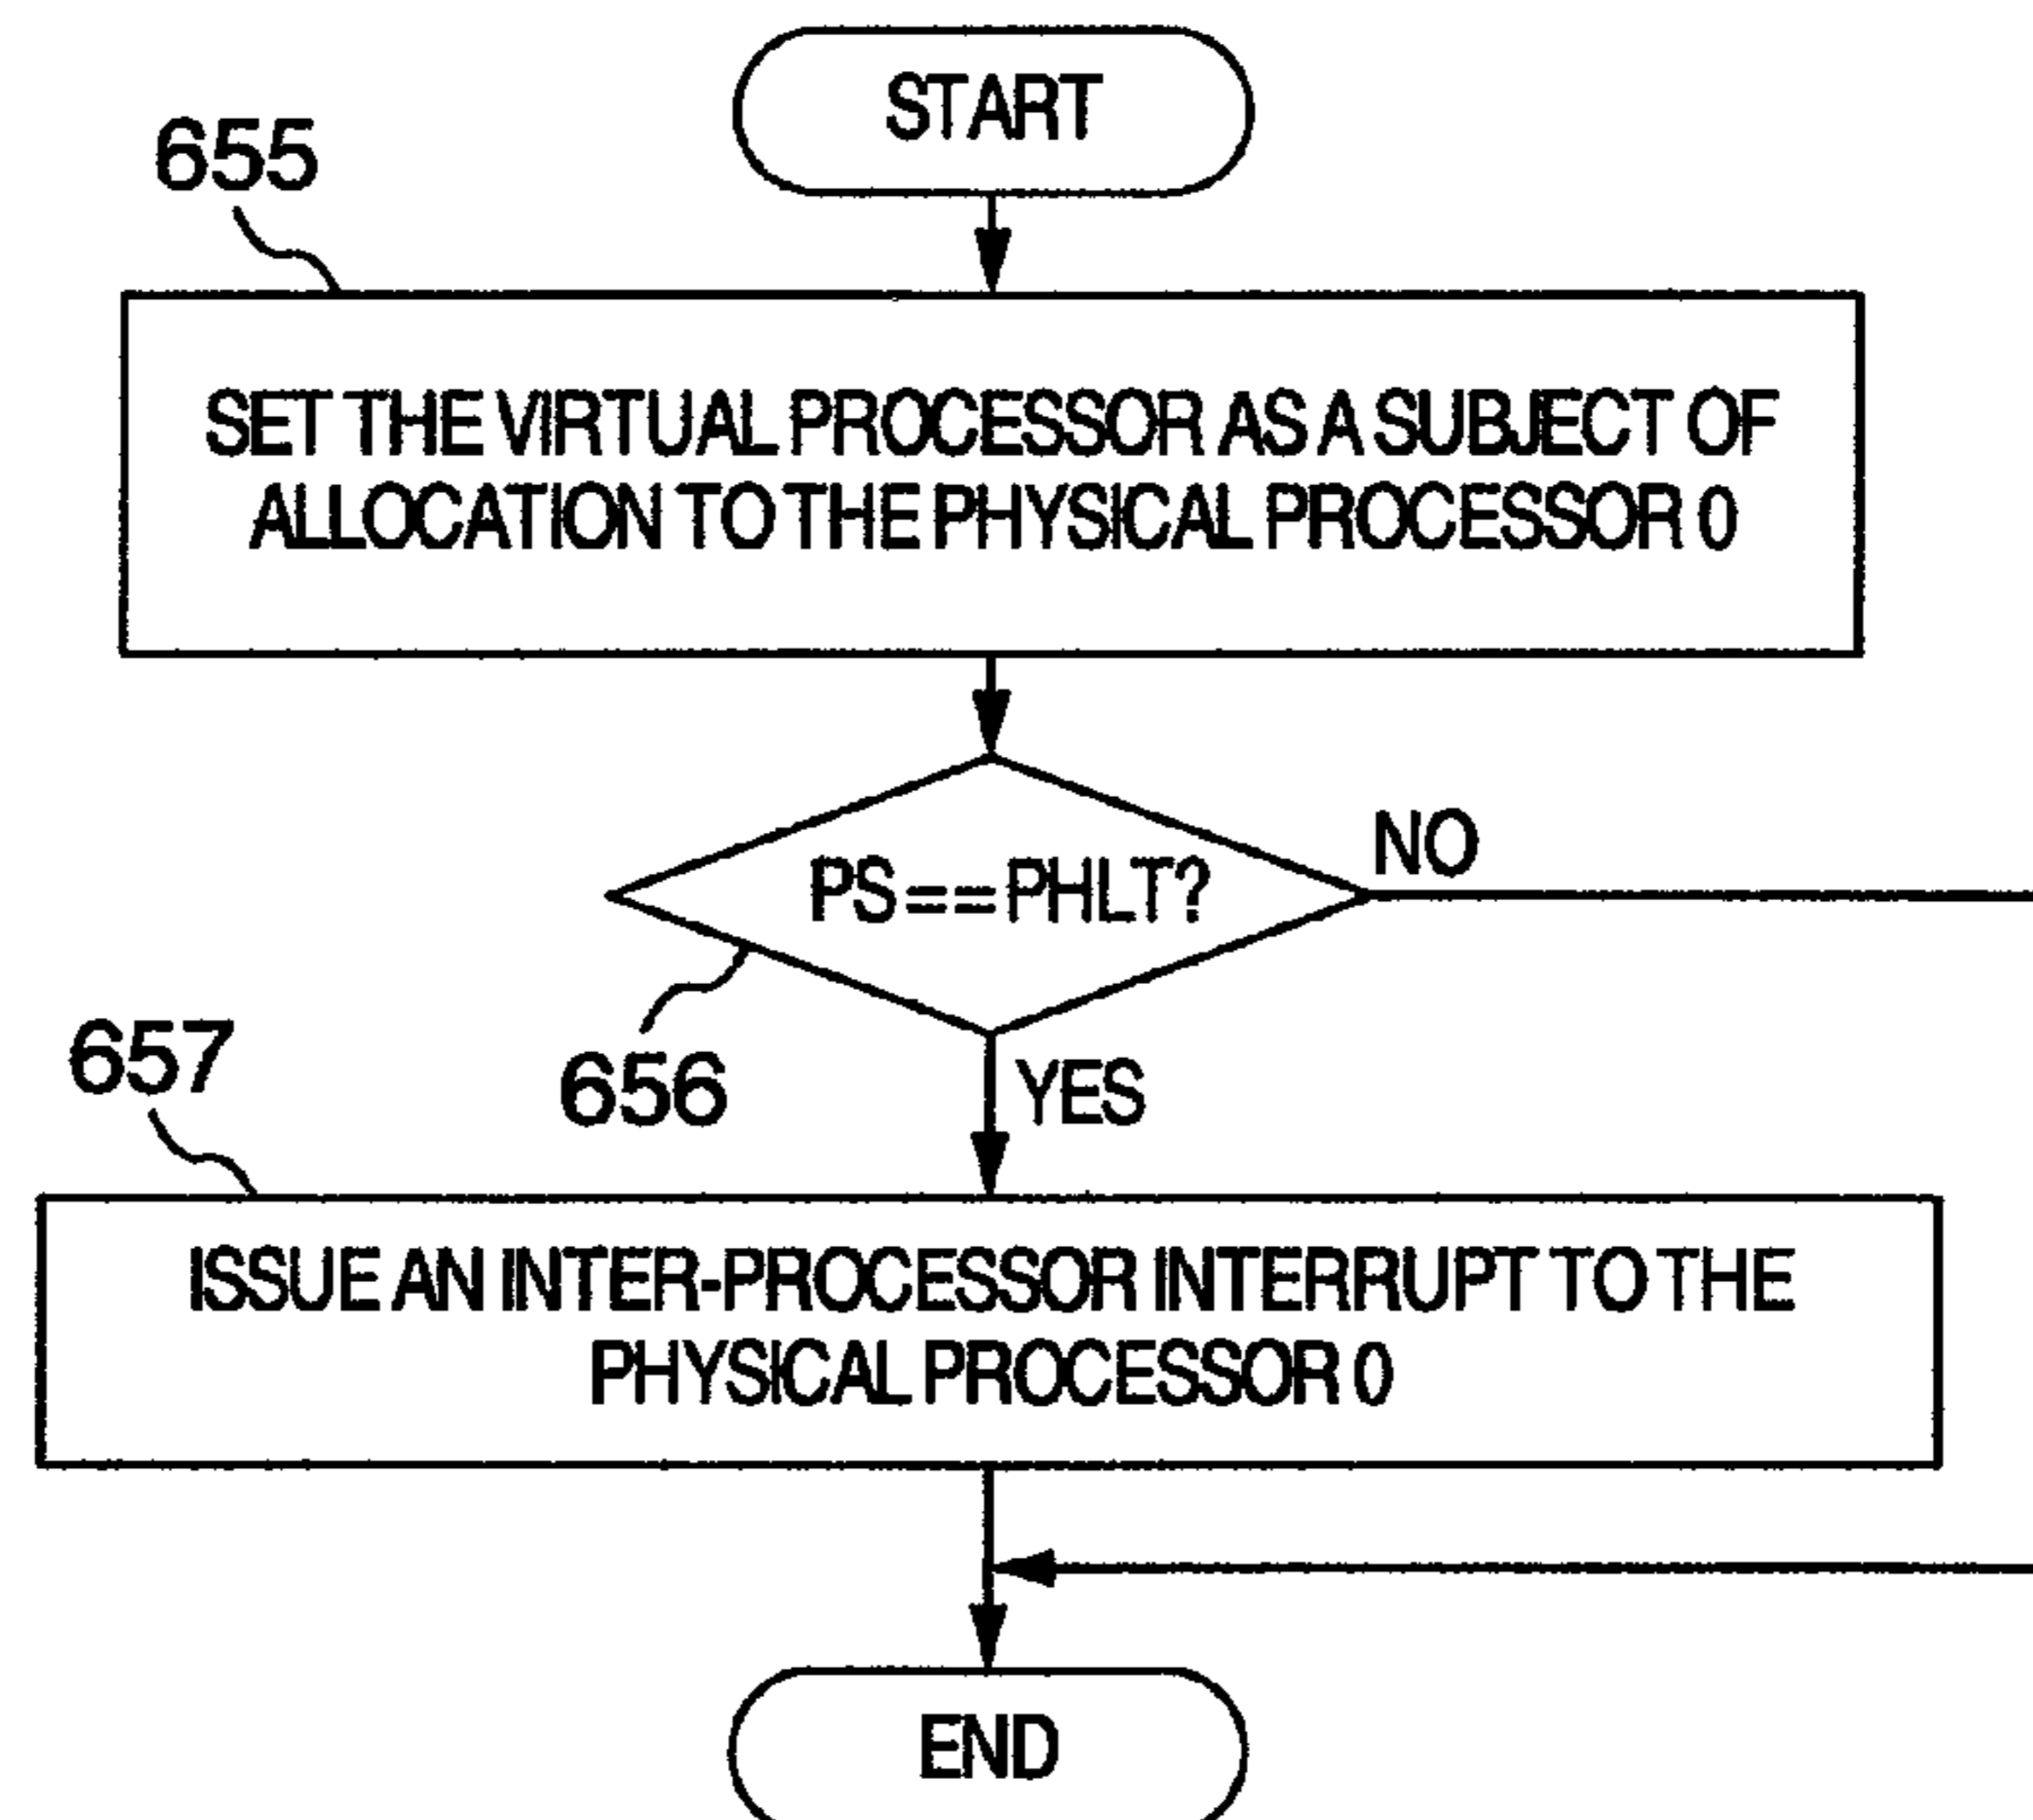 START
655
SET THE VIRTUAL PROCESSOR AS A SUBJECT OF
ALLOCATION TO THE PHYSICAL PROCESSOR 0
PS==PHLT?
NO
656
YES
657
ISSUE AN INTER-PROCESSOR INTERRUPT TO THE
PHYSICAL PROCESSOR 0
END